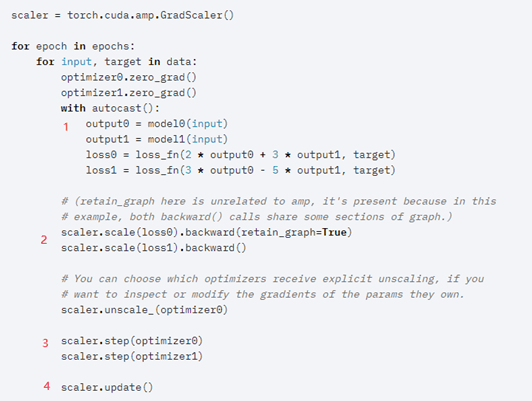 scaler = torch.cuda.amp.GradScaler()
for epoch in epochs:
    for input, target in data:
        optimizer0.zero_grad()
        optimizer1.zero_grad()
        with autocast():
1           output0 = model0(input)
            output1 = model1(input)
            loss0 = loss_fn(2 * output0 + 3 * output1, target)
            loss1 = loss_fn(3 * output0 - 5 * output1, target)
        # (retain_graph here is unrelated to amp, it's present because in this
        # example, both backward() calls share some sections of graph.)
2       scaler.scale(loss0).backward(retain_graph=True)
        scaler.scale(loss1).backward()
        # You can choose which optimizers receive explicit unscaling, if you
        # want to inspect or modify the gradients of the params they own.
        scaler.unscale_(optimizer0)
3       scaler.step(optimizer0)
        scaler.step(optimizer1)
4       scaler.update()